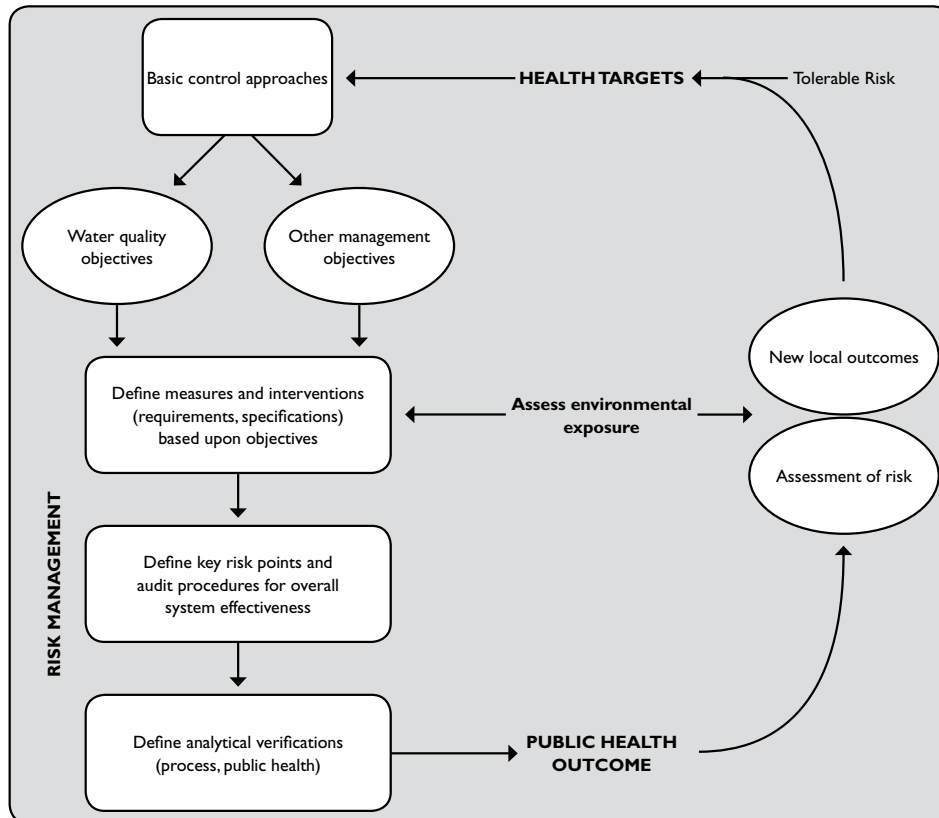 Basic control approaches
HEALTH TARGETS
Tolerable Risk
Water quality
objectives
Other management
objectives
New local outcomes
Define measures and interventions
(requirements, specifications)
based upon objectives
Assess environmental
exposure
Assessment of risk
RISK MANAGEMENT
Define key risk points and
audit procedures for overall
system effectiveness
Define analytical verifications
(process, public health)
PUBLIC HEALTH
OUTCOME